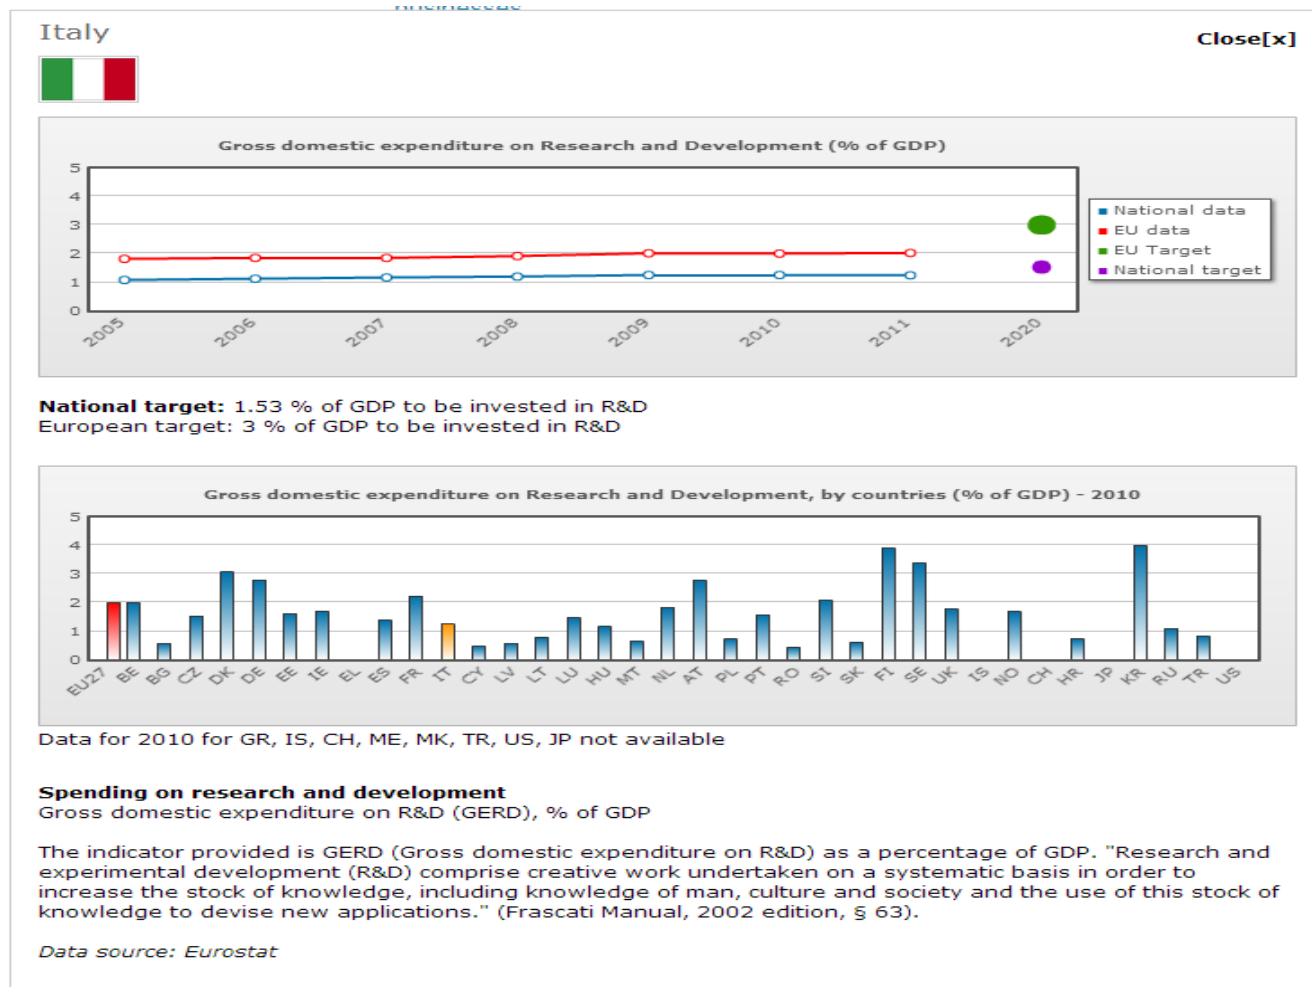 Italy
Close[x]
Gross domestic expenditure on Research and Development (% of GDP)
5
4
3
2
1
0
2005 2006 2007 2008 2009 2010 2011 2020
National data
EU data
EU Target
National target
National target: 1.53 % of GDP to be invested in R&D
European target: 3 % of GDP to be invested in R&D
Gross domestic expenditure on Research and Development, by countries (% of GDP) - 2010
5
4
3
2
1
0
EU27 BE BG CZ DK DE EE IE EL ES FR IT CY LV LT LU HU MT NL AT PL PT RO SI SK FI SE UK IS NO CH HR JP KR RU TR US
Data for 2010 for GR, IS, CH, ME, MK, TR, US, JP not available
Spending on research and development
Gross domestic expenditure on R&D (GERD), % of GDP
The indicator provided is GERD (Gross domestic expenditure on R&D) as a percentage of GDP. "Research and
experimental development (R&D) comprise creative work undertaken on a systematic basis in order to
increase the stock of knowledge, including knowledge of man, culture and society and the use of this stock of
knowledge to devise new applications." (Frascati Manual, 2002 edition, § 63).
Data source: Eurostat